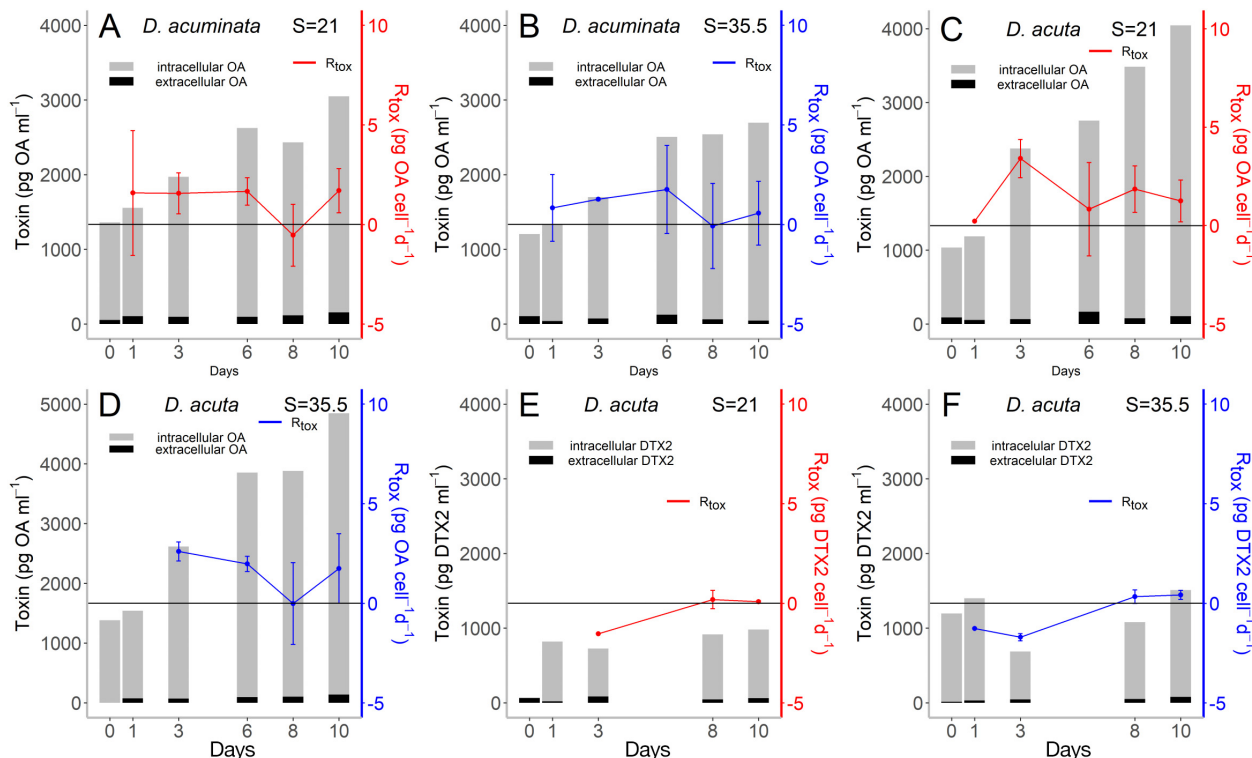 A D. acuminata S=21
intracellular OA
extracellular OA
Rtox
Toxin (pg OA ml⁻¹)
4000
3000
2000
1000
0
Rtox (pg OA cell⁻¹d⁻¹)
10
5
0
-5
0 1 3 6 8 10
Days
B D. acuminata S=35.5
intracellular OA
extracellular OA
Rtox
Toxin (pg OA ml⁻¹)
4000
3000
2000
1000
0
Rtox (pg OA cell⁻¹d⁻¹)
10
5
0
-5
0 1 3 6 8 10
Days
C D. acuta S=21
Rtox
intracellular OA
extracellular OA
Toxin (pg OA ml⁻¹)
4000
3000
2000
1000
0
Rtox (pg OA cell⁻¹d⁻¹)
10
5
0
-5
0 1 3 6 8 10
Days
D D. acuta S=35.5
Rtox
intracellular OA
extracellular OA
Toxin (pg OA ml⁻¹)
5000
4000
3000
2000
1000
0
Rtox (pg OA cell⁻¹d⁻¹)
10
5
0
-5
0 1 3 6 8 10
Days
E D. acuta S=21
intracellular DTX2
extracellular DTX2
Rtox
Toxin (pg DTX2 ml⁻¹)
4000
3000
2000
1000
0
Rtox (pg DTX2 cell⁻¹d⁻¹)
10
5
0
-5
0 1 3 8 10
Days
F D. acuta S=35.5
intracellular DTX2
extracellular DTX2
Rtox
Toxin (pg DTX2 ml⁻¹)
4000
3000
2000
1000
0
Rtox (pg DTX2 cell⁻¹d⁻¹)
10
5
0
-5
0 1 3 8 10
Days